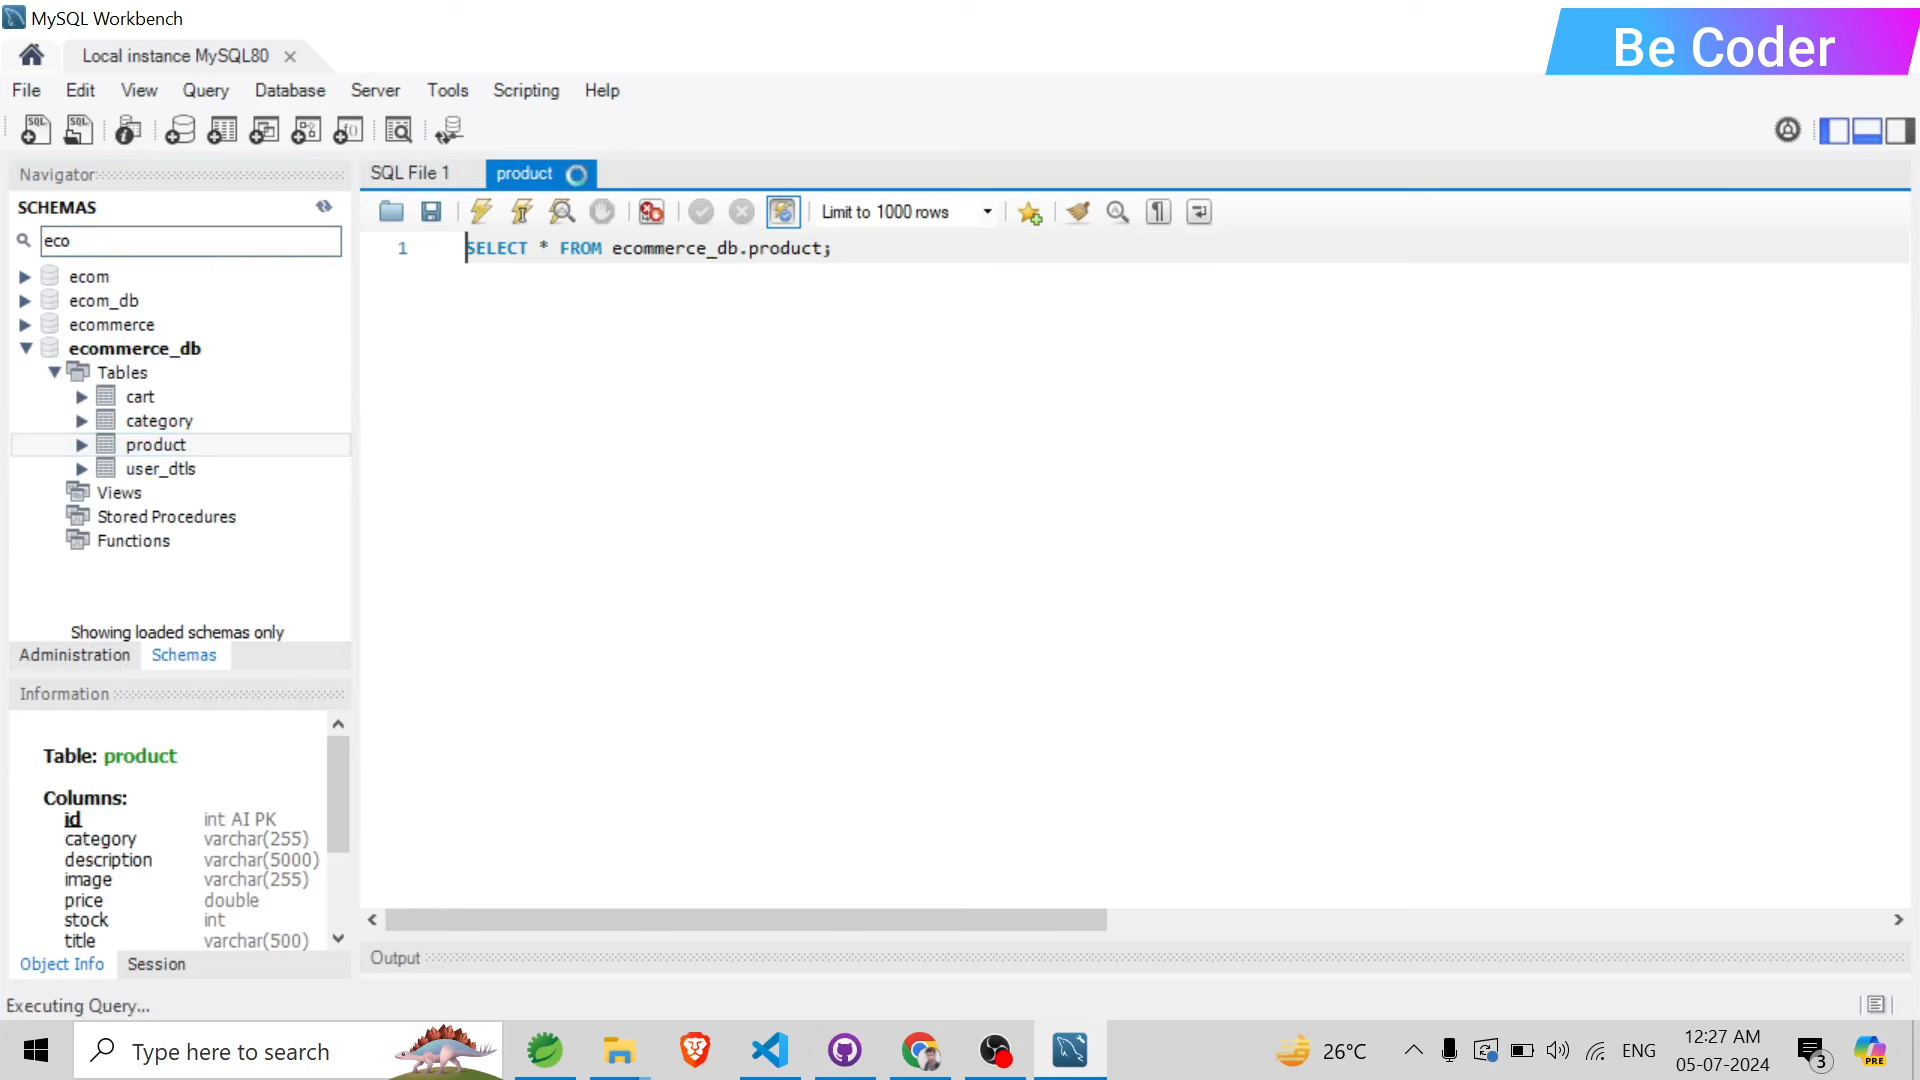 MySQL Workbench
Be Coder
Local instance MySQL80
File Edit View Query Database Server Tools Scripting Help
SQL SQL
Navigator
SCHEMAS
eco
ecom
ecom_db
ecommerce
ecommerce_db
Tables
cart
category
product
user_dtls
Views
Stored Procedures
Functions
Showing loaded schemas only
Administration Schemas
Information
Table: product
Columns:
id int AI PK
category varchar(255)
description varchar(5000)
image varchar(255)
price double
stock int
title varchar(500)
Object Info Session
SQL File 1 product
Limit to 1000 rows
1 SELECT * FROM ecommerce_db.product;
Output
Executing Query...
Type here to search
26°C
ENG
12:27 AM
05-07-2024
3
PRE